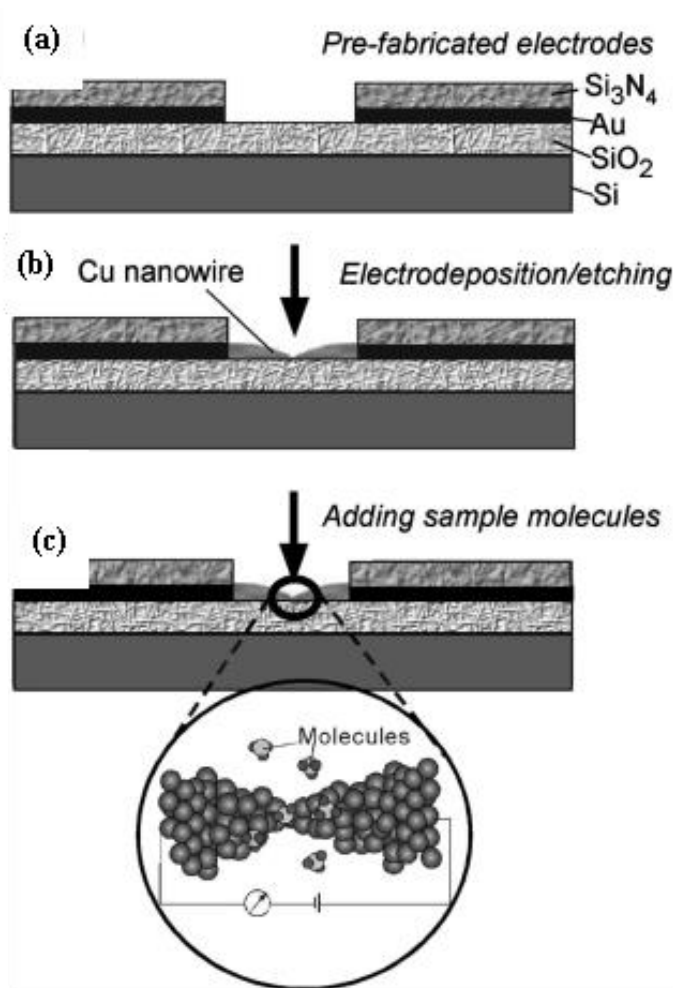 (a)
Pre-fabricated electrodes
Si₃N₄
Au
SiO₂
Si
(b)
Cu nanowire
Electrodeposition/etching
(c)
Adding sample molecules
Molecules